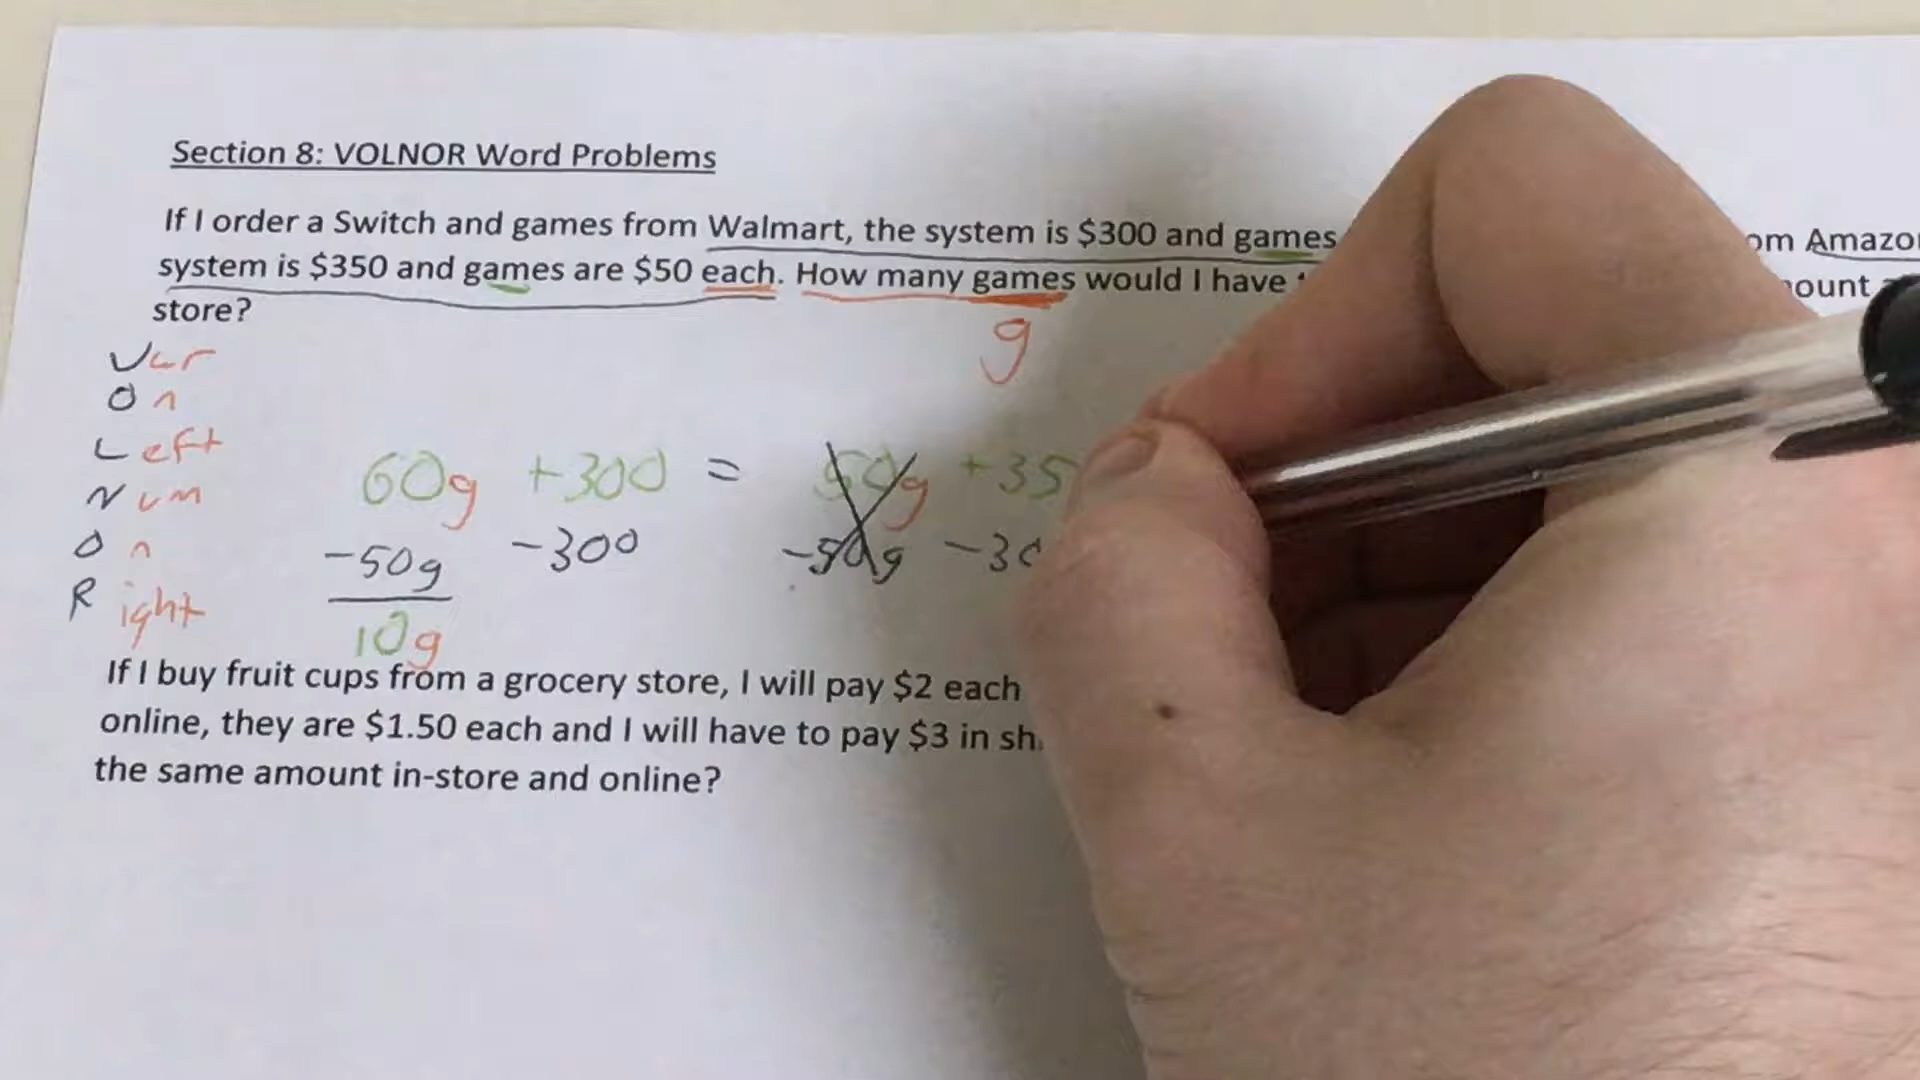 Section 8: VOLNOR Word Problems
If I order a Switch and games from Walmart, the system is $300 and games om Amazo
system is $350 and games are $50 each. How many games would I have ount
store?
g
Var
On
Left
Num
On
Right
60g +300 = 50g +35
-50g -300 -50g -30
10g
If I buy fruit cups from a grocery store, I will pay $2 each
online, they are $1.50 each and I will have to pay $3 in sh
the same amount in-store and online?